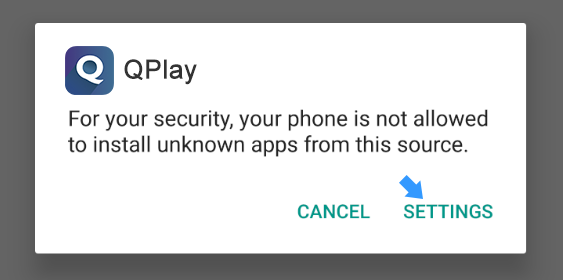 Q QPlay
For your security, your phone is not allowed
to install unknown apps from this source.
CANCEL SETTINGS